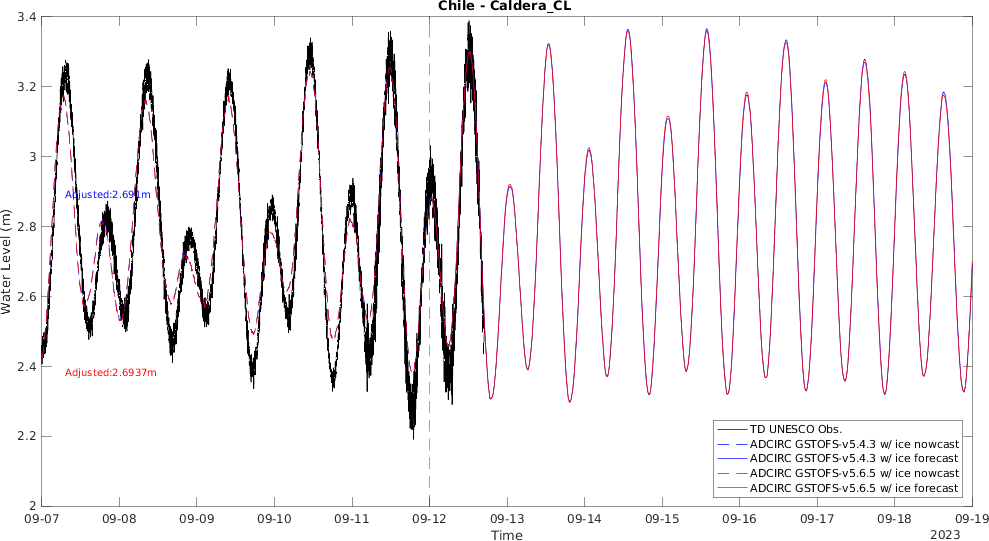 Chile - Caldera_CL
3.4
3.2
3
2.8
2.6
2.4
2.2
2
Water Level (m)
Adjusted:2.691m
Adjusted:2.6937m
TD UNESCO Obs.
ADCIRC GSTOFS-v5.4.3 w/ ice nowcast
ADCIRC GSTOFS-v5.4.3 w/ ice forecast
ADCIRC GSTOFS-v5.6.5 w/ ice nowcast
ADCIRC GSTOFS-v5.6.5 w/ ice forecast
09-07 09-08 09-09 09-10 09-11 09-12 09-13 09-14 09-15 09-16 09-17 09-18 09-19
Time
2023